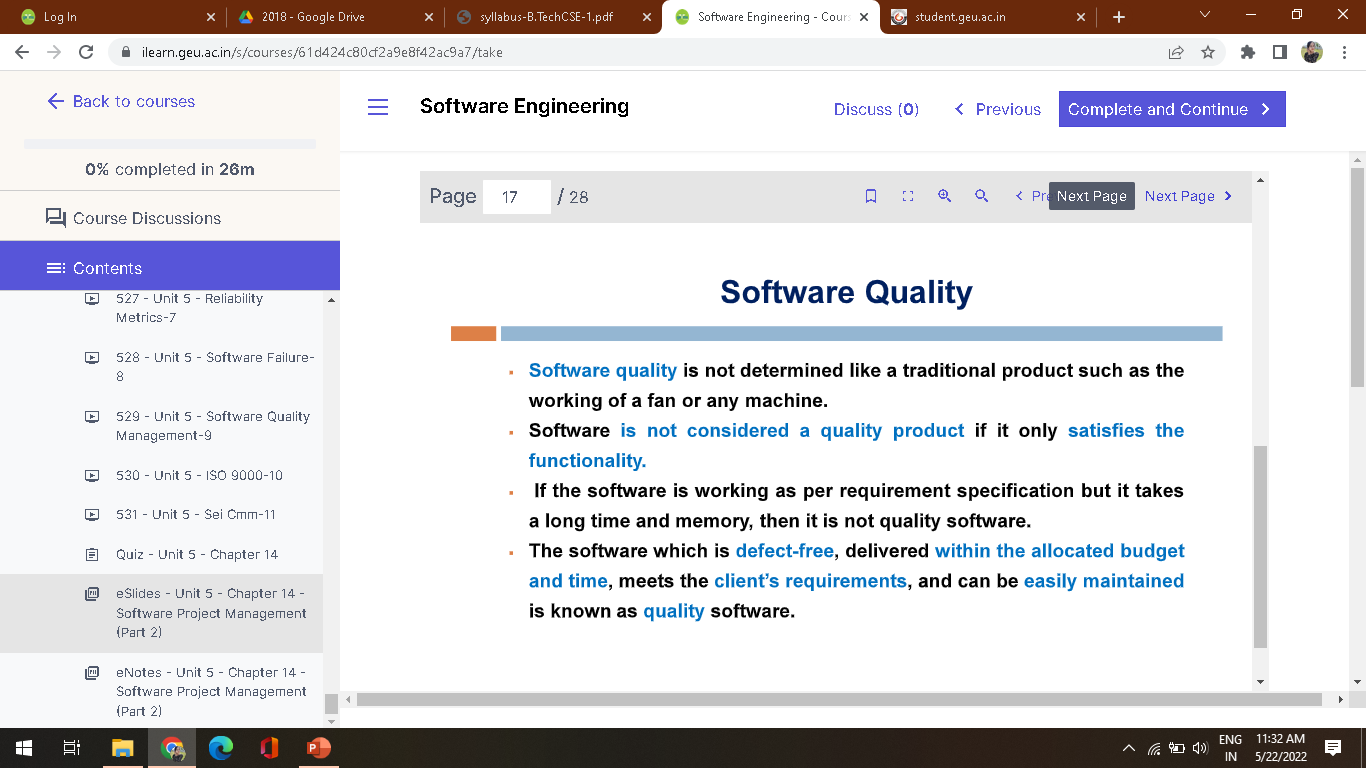 Log In
2018 - Google Drive
syllabus-B.TechCSE-1.pdf
Software Engineering - Cours
student.geu.ac.in
ilearn.geu.ac.in/s/courses/61d424c80cf2a9e8f42ac9a7/take
Back to courses
0% completed in 26m
Course Discussions
Contents
527 - Unit 5 - Reliability
Metrics-7
528 - Unit 5 - Software Failure-
8
529 - Unit 5 - Software Quality
Management-9
530 - Unit 5 - ISO 9000-10
531 - Unit 5 - Sei Cmm-11
Quiz - Unit 5 - Chapter 14
eSlides - Unit 5 - Chapter 14 -
Software Project Management
(Part 2)
eNotes - Unit 5 - Chapter 14 -
Software Project Management
(Part 2)
Software Engineering
Discuss (0)
Previous
Complete and Continue
Page 17 / 28
Pre
Next Page
Next Page
Software Quality
Software quality is not determined like a traditional product such as the
working of a fan or any machine.
Software is not considered a quality product if it only satisfies the
functionality.
If the software is working as per requirement specification but it takes
a long time and memory, then it is not quality software.
The software which is defect-free, delivered within the allocated budget
and time, meets the client’s requirements, and can be easily maintained
is known as quality software.
ENG
IN
11:32 AM
5/22/2022